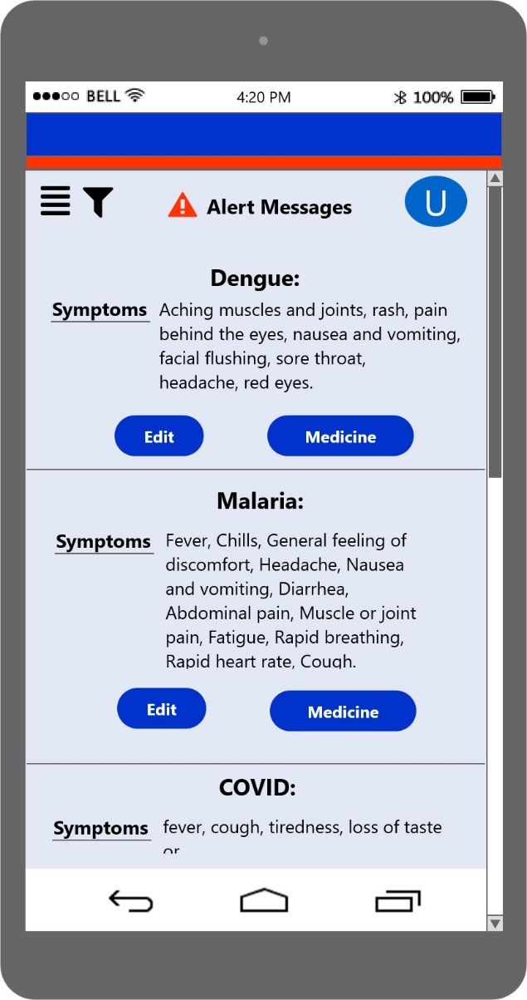 BELL 4:20 PM 100%
Alert Messages U
Dengue:
Symptoms Aching muscles and joints, rash, pain
behind the eyes, nausea and vomiting,
facial flushing, sore throat,
headache, red eyes.
Edit Medicine
Malaria:
Symptoms Fever, Chills, General feeling of
discomfort, Headache, Nausea
and vomiting, Diarrhea,
Abdominal pain, Muscle or joint
pain, Fatigue, Rapid breathing,
Rapid heart rate, Cough.
Edit Medicine
COVID:
Symptoms fever, cough, tiredness, loss of taste
or